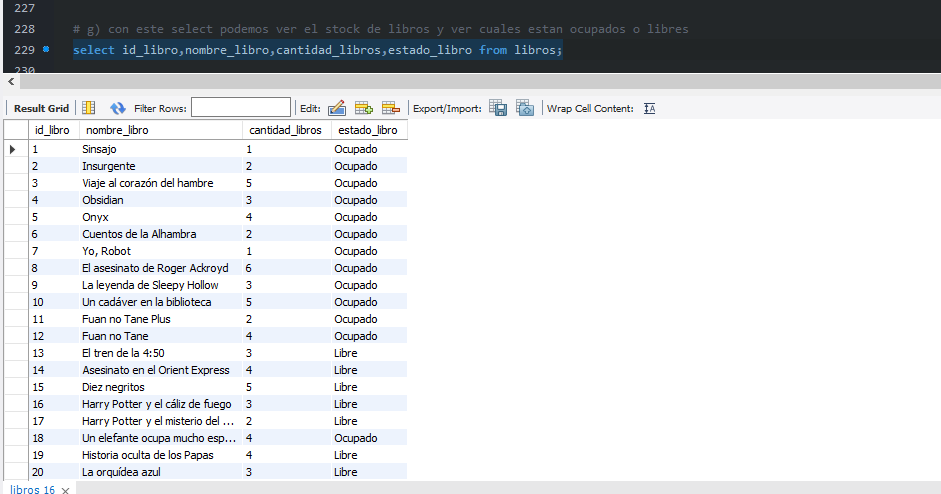 227
228 # g) con este select podemos ver el stock de libros y ver cuales estan ocupados o libres
229 select id_libro,nombre_libro,cantidad_libros,estado_libro from libros;
230
Result Grid Filter Rows: Edit: Export/Import: Wrap Cell Content:
id_libro nombre_libro cantidad_libros estado_libro
1 Sinsajo 1 Ocupado
2 Insurgente 2 Ocupado
3 Viaje al corazón del hambre 5 Ocupado
4 Obsidian 3 Ocupado
5 Onyx 4 Ocupado
6 Cuentos de la Alhambra 2 Ocupado
7 Yo, Robot 1 Ocupado
8 El asesinato de Roger Ackroyd 6 Ocupado
9 La leyenda de Sleepy Hollow 3 Ocupado
10 Un cadáver en la biblioteca 5 Ocupado
11 Fuan no Tane Plus 2 Ocupado
12 Fuan no Tane 4 Ocupado
13 El tren de la 4:50 3 Libre
14 Asesinato en el Orient Express 4 Libre
15 Diez negritos 5 Libre
16 Harry Potter y el cáliz de fuego 3 Libre
17 Harry Potter y el misterio del ... 2 Libre
18 Un elefante ocupa mucho esp... 4 Ocupado
19 Historia oculta de los Papas 4 Libre
20 La orquídea azul 3 Libre
libros 16